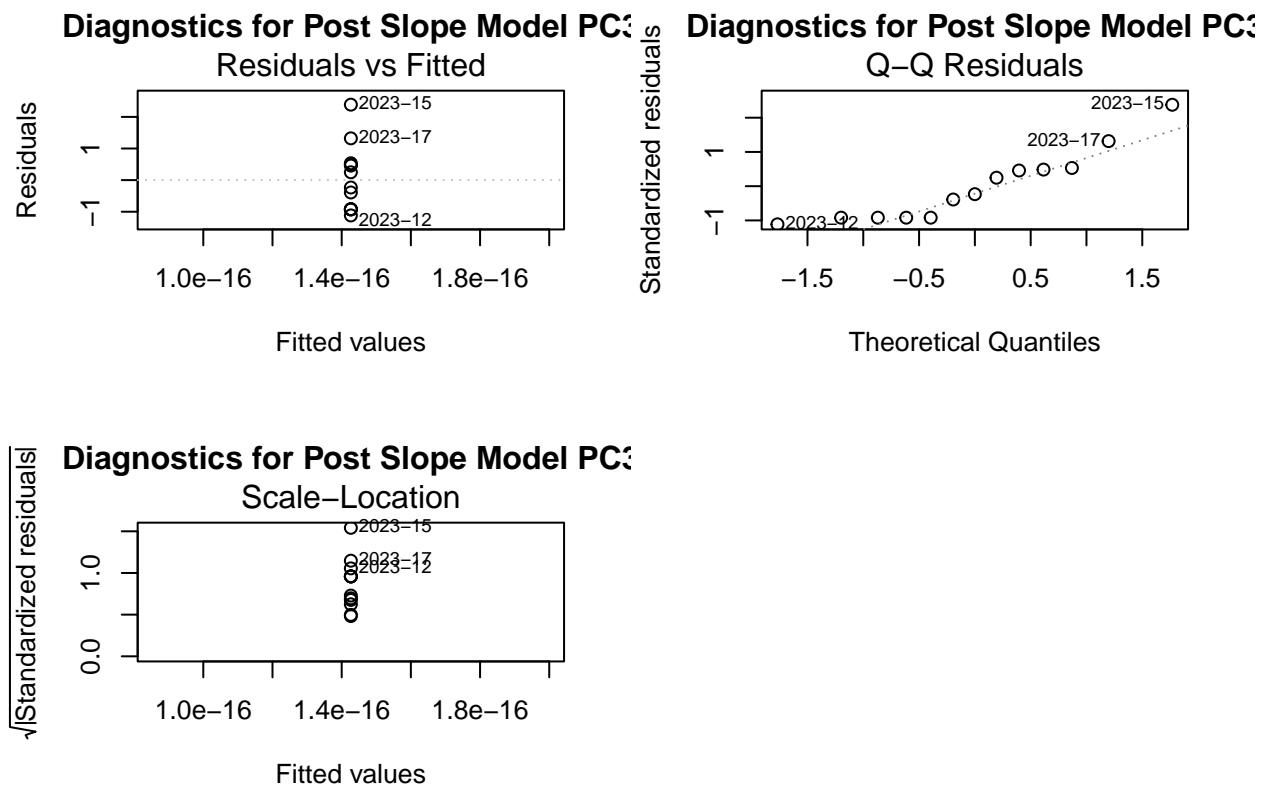 Diagnostics for Post Slope Model PC3
Residuals vs Fitted
Residuals
1
−1
2023−15
2023−17
2023−12
1.0e−16 1.4e−16 1.8e−16
Fitted values
Diagnostics for Post Slope Model PC3
Q−Q Residuals
Standardized residuals
1
−1
2023−15
2023−17
2023−12
−1.5 −0.5 0.5 1.5
Theoretical Quantiles
Diagnostics for Post Slope Model PC3
Scale−Location
√|Standardized residuals|
1.0
0.0
2023−15
2023−17
2023−12
1.0e−16 1.4e−16 1.8e−16
Fitted values